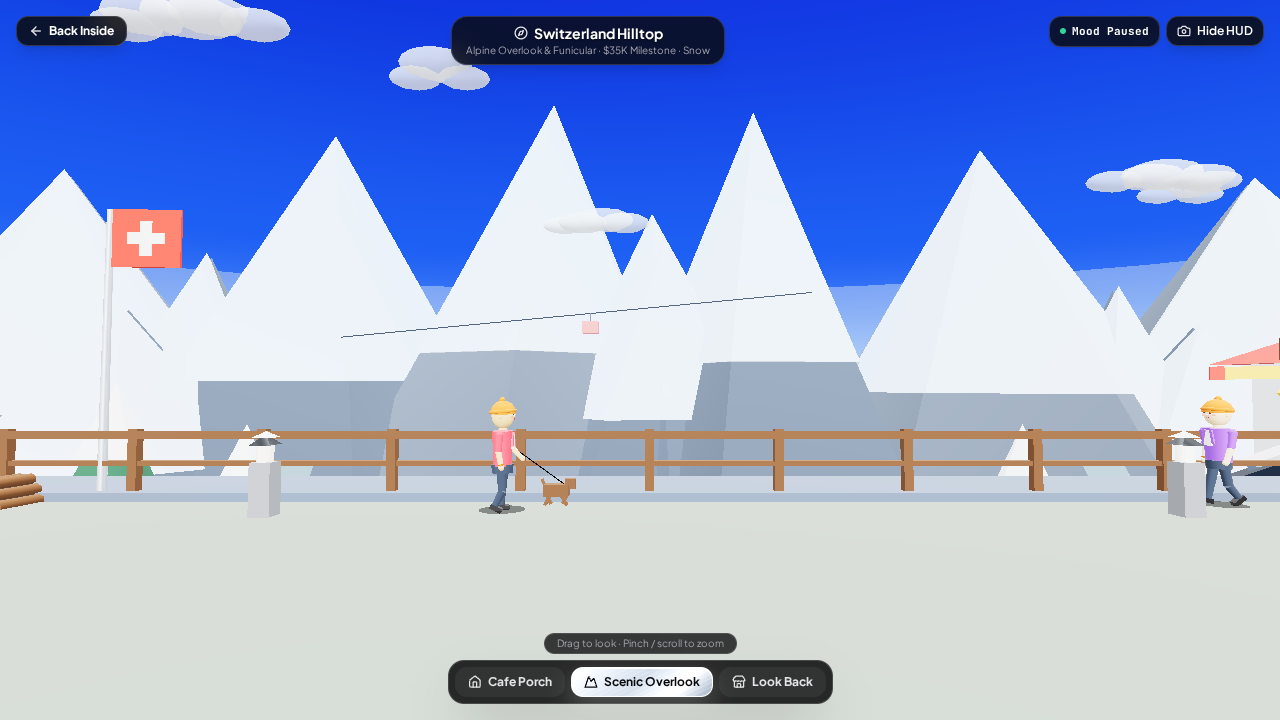 Back Inside
Switzerland Hilltop
Alpine Overlook & Funicular · $35K Milestone · Snow
Mood Paused
Hide HUD
Drag to look · Pinch / scroll to zoom
Cafe Porch
Scenic Overlook
Look Back